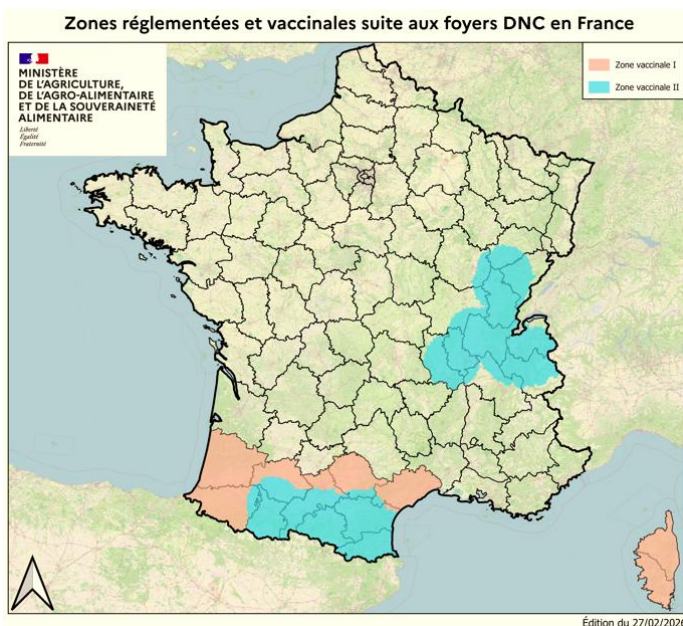 Zones réglementées et vaccinales suite aux foyers DNC en France
MINISTÈRE
DE L'AGRICULTURE,
DE L'AGRO-ALIMENTAIRE
ET DE LA SOUVERAINETÉ
ALIMENTAIRE
Liberté
Égalité
Fraternité
Zone vaccinale I
Zone vaccinale II
Édition du 27/02/2026